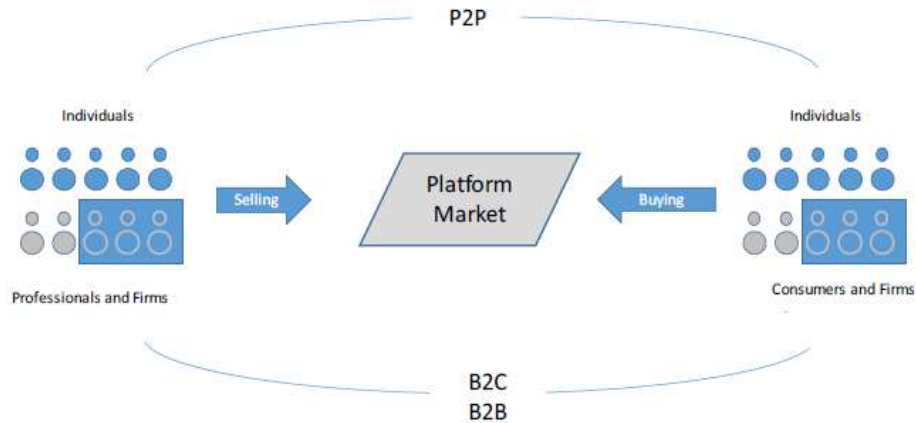 P2P
Individuals
Individuals
Selling
Platform
Market
Buying
Professionals and Firms
Consumers and Firms
B2C
B2B